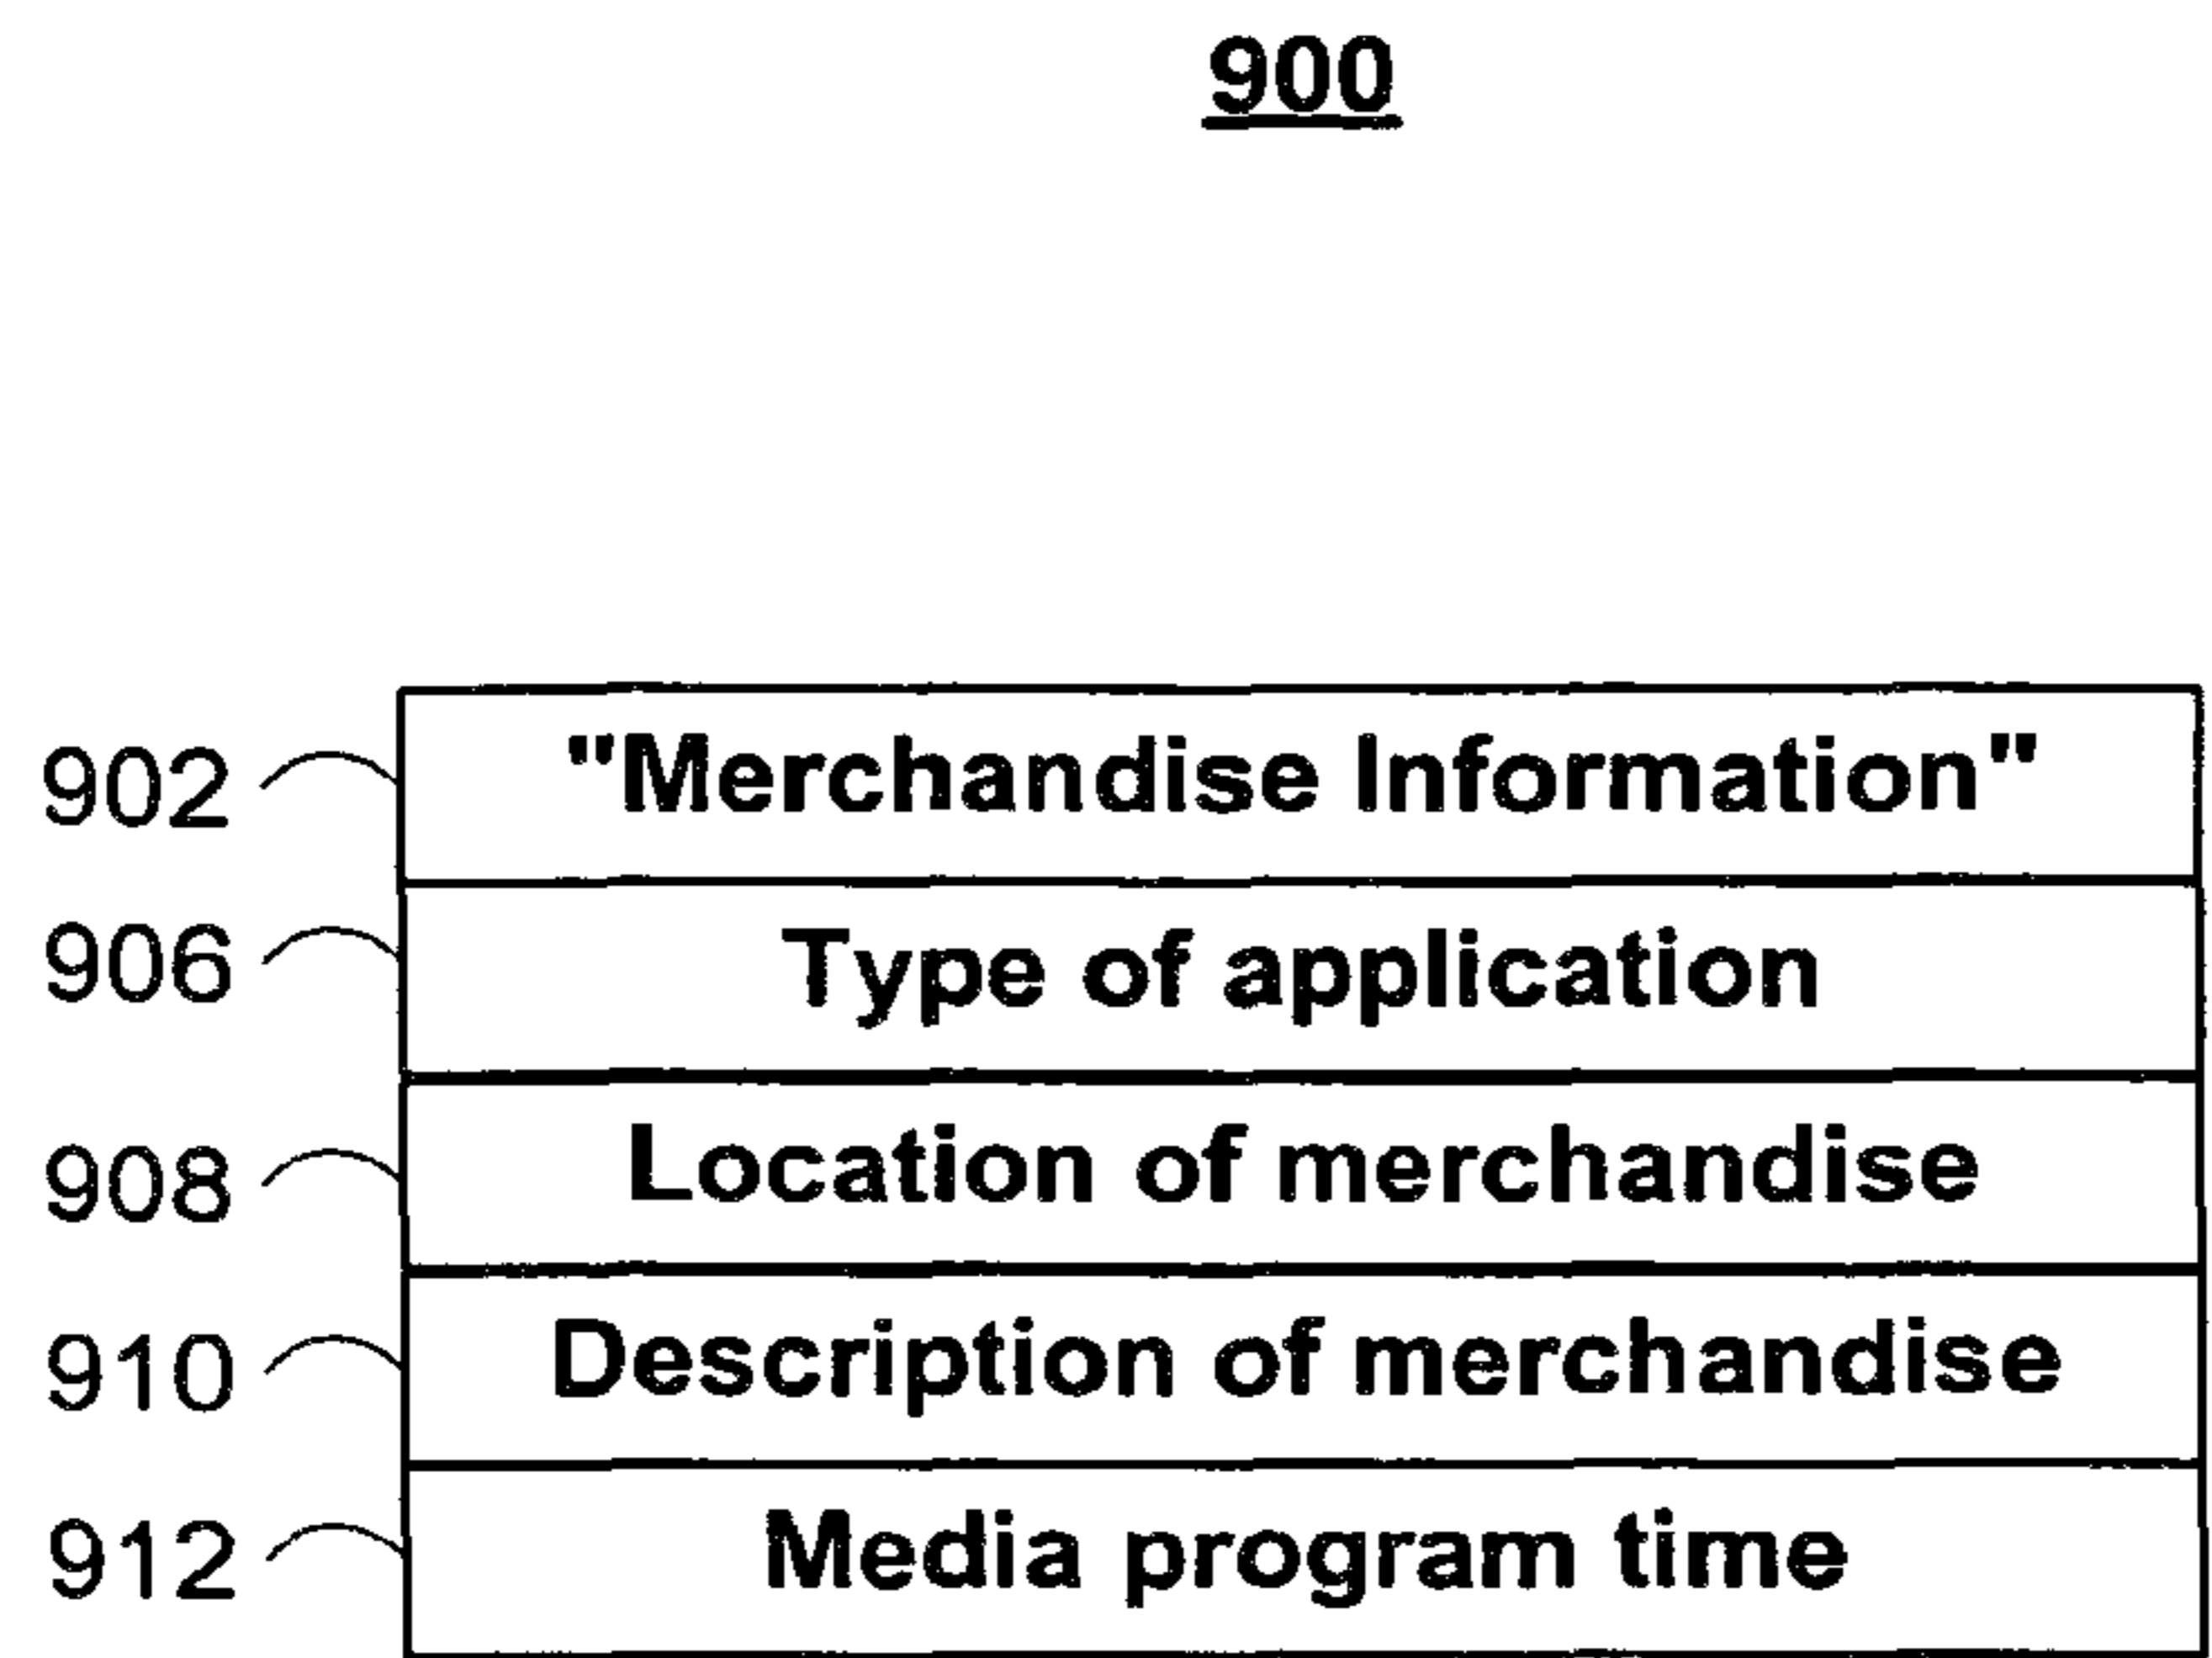 900
902 "Merchandise Information"
906 Type of application
908 Location of merchandise
910 Description of merchandise
912 Media program time